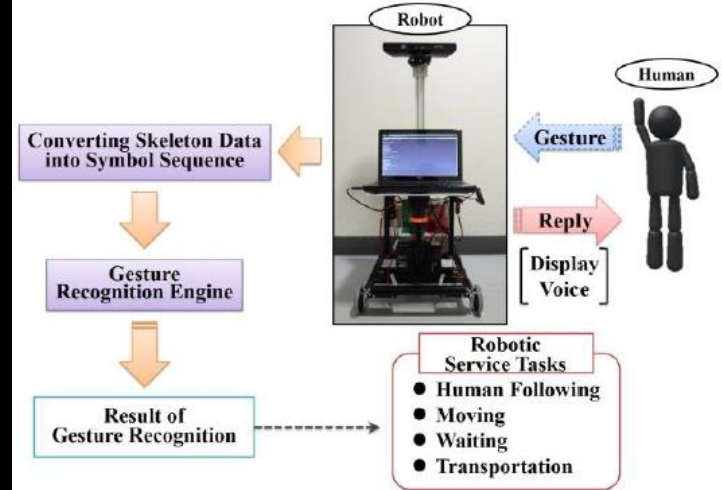 Robot
Human
Gesture
Reply
Display
Voice
Converting Skeleton Data
into Symbol Sequence
Gesture
Recognition Engine
Result of
Gesture Recognition
Robotic
Service Tasks
● Human Following
● Moving
● Waiting
● Transportation